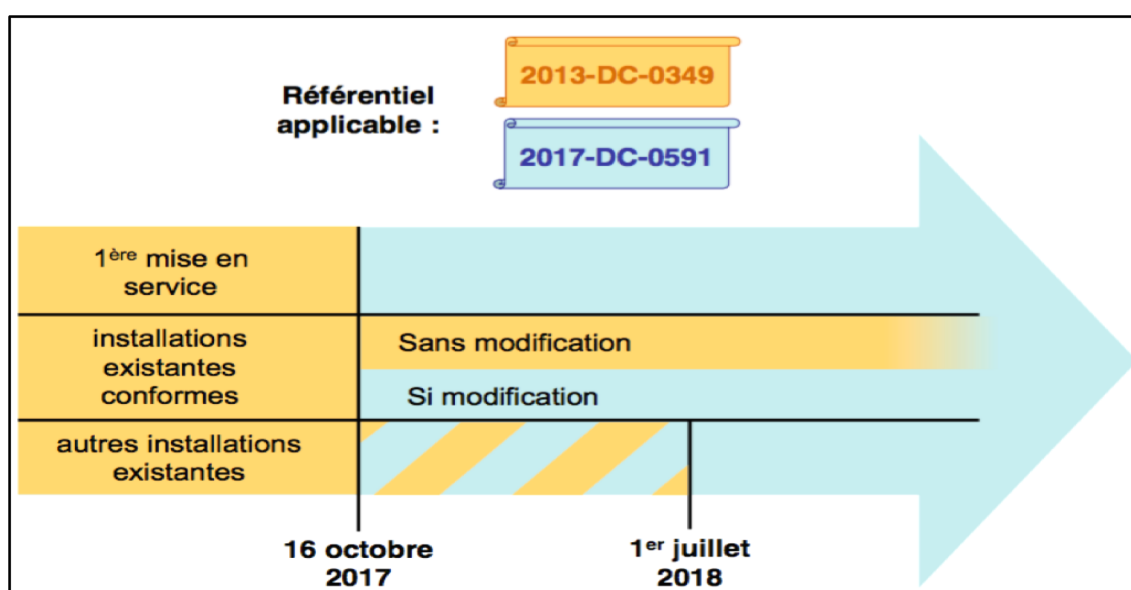 2013-DC-0349
Référentiel
applicable :
2017-DC-0591
1ère mise en
service
installations
existantes
conformes
Sans modification
Si modification
autres installations
existantes
16 octobre
2017
1er juillet
2018